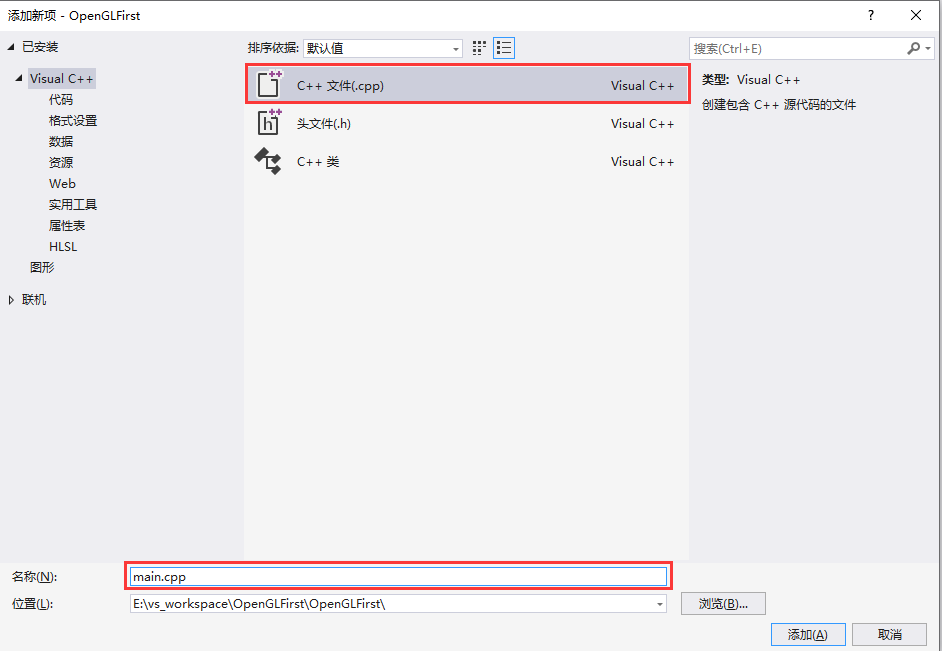 添加新项 - OpenGLFirst ?
已安装
Visual C++
代码
格式设置
数据
资源
Web
实用工具
属性表
HLSL
图形
联机
排序依据: 默认值
C++ 文件(.cpp) Visual C++
头文件(.h) Visual C++
C++ 类 Visual C++
搜索(Ctrl+E)
类型: Visual C++
创建包含 C++ 源代码的文件
名称(N): main.cpp
位置(L): E:\vs_workspace\OpenGLFirst\OpenGLFirst\ 浏览(B)...
添加(A) 取消